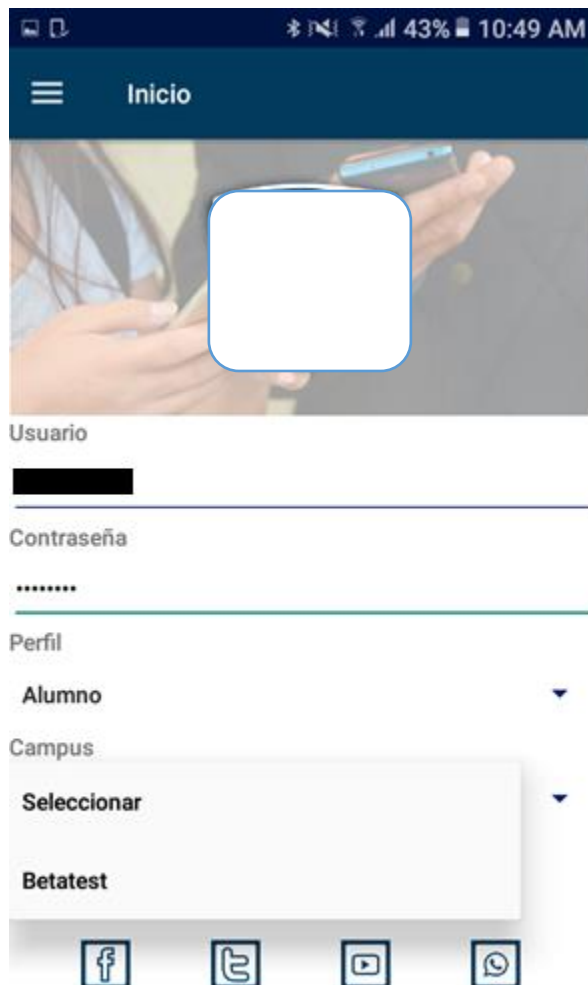 43% 10:49 AM
Inicio
Usuario
Contraseña
••••••••
Perfil
Alumno
Campus
Seleccionar
Betatest